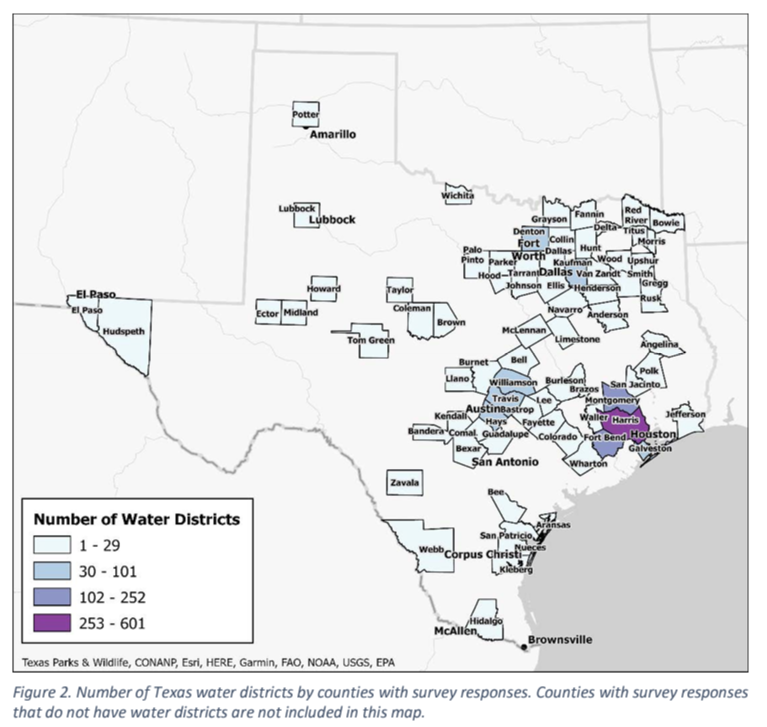 Potter
Amarillo
Wichita
Lubbock
Lubbock
Grayson
Fannin
Red
River
Bowie
Delta
Titus
Morris
Denton
Collin
Hunt
Fort
Worth
Dallas
Palo
Pinto
Parker
Kaufman
Wood
Upshur
Hood
Tarrant
Dallas
Van Zandt
Smith
Gregg
Johnson
Ellis
Henderson
Rusk
Navarro
Anderson
El Paso
El Paso
Hudspeth
Howard
Ector
Midland
Taylor
Coleman
Brown
Tom Green
McLennan
Limestone
Angelina
Polk
Bell
Burnet
Llano
Williamson
Burleson
Brazos
San Jacinto
Montgomery
Travis
Lee
Austin
Bastrop
Waller
Harris
Jefferson
Kendall
Hays
Fayette
Bandera
Comal
Guadalupe
Colorado
Fort Bend
Houston
Galveston
Bexar
San Antonio
Wharton
Zavala
Bee
Aransas
San Patricio
Nueces
Webb
Corpus Christi
Kleberg
Hidalgo
McAllen
Brownsville
Number of Water Districts
1 - 29
30 - 101
102 - 252
253 - 601
Texas Parks & Wildlife, CONANP, Esri, HERE, Garmin, FAO, NOAA, USGS, EPA
Figure 2. Number of Texas water districts by counties with survey responses. Counties with survey responses
that do not have water districts are not included in this map.